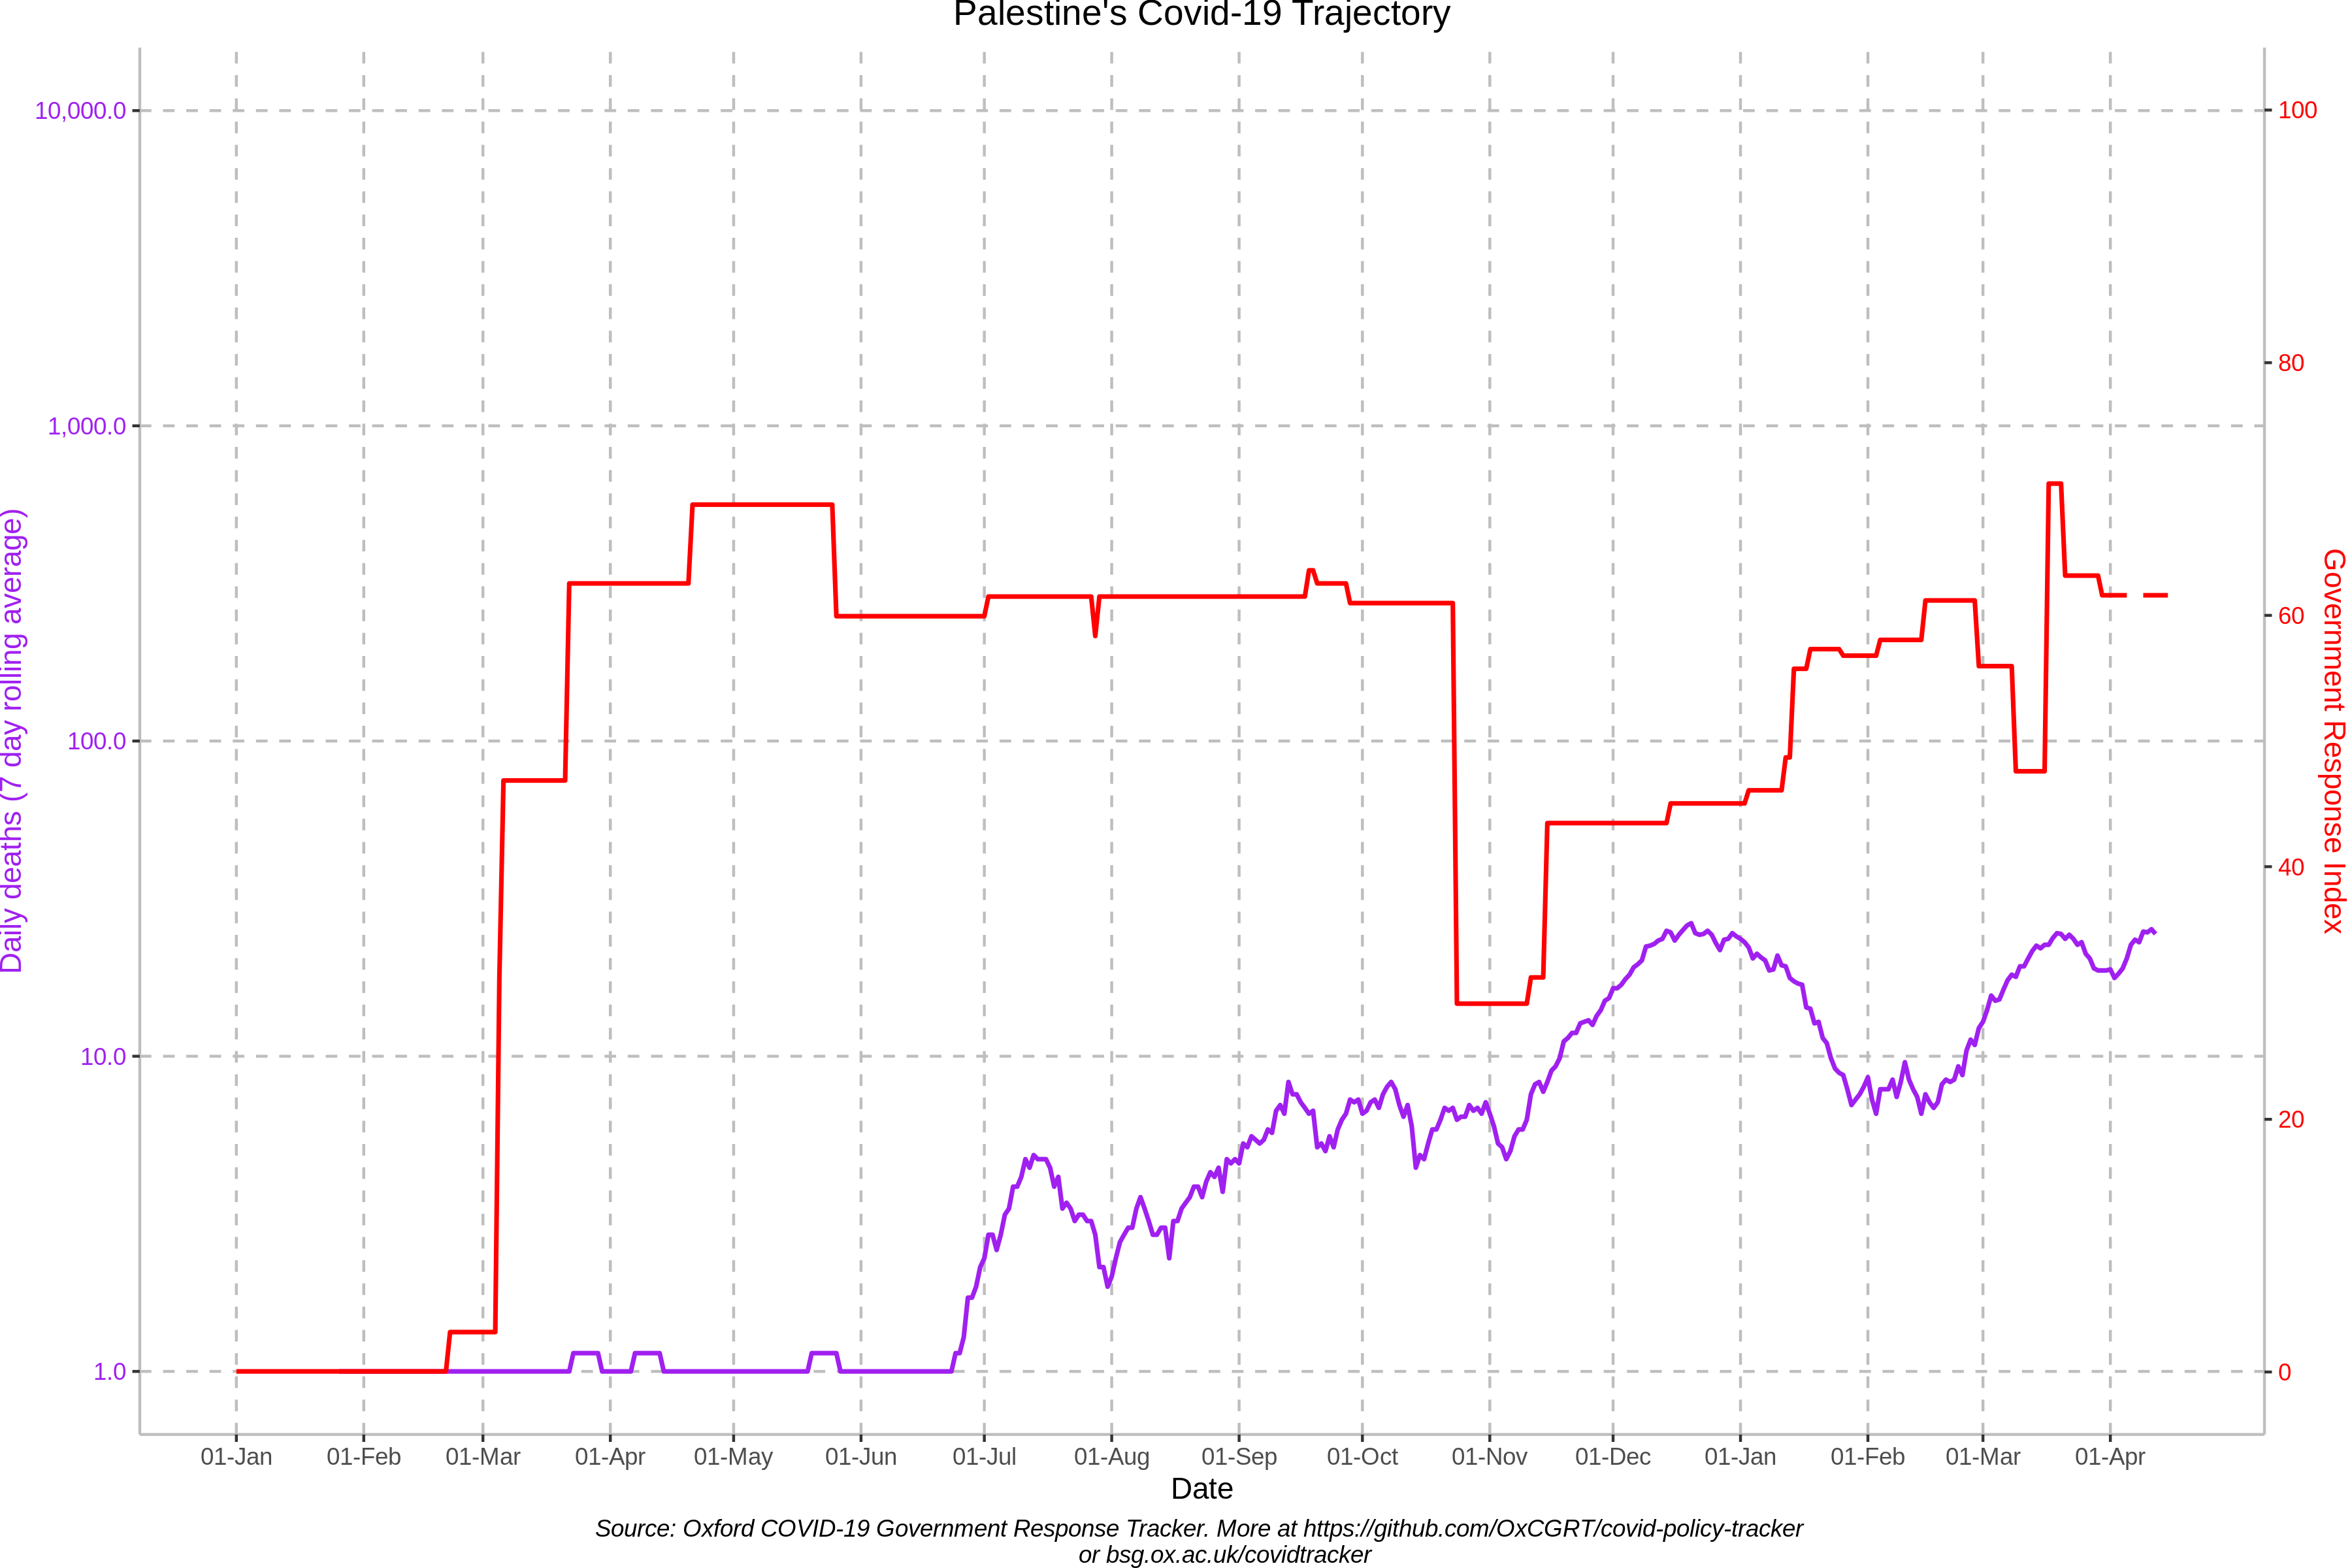 Palestine's Covid-19 Trajectory
10,000.0
1,000.0
100.0
10.0
1.0
Daily deaths (7 day rolling average)
100
80
60
40
20
0
Government Response Index
01-Jan 01-Feb 01-Mar 01-Apr 01-May 01-Jun 01-Jul 01-Aug 01-Sep 01-Oct 01-Nov 01-Dec 01-Jan 01-Feb 01-Mar 01-Apr
Date
Source: Oxford COVID-19 Government Response Tracker. More at https://github.com/OxCGRT/covid-policy-tracker
or bsg.ox.ac.uk/covidtracker